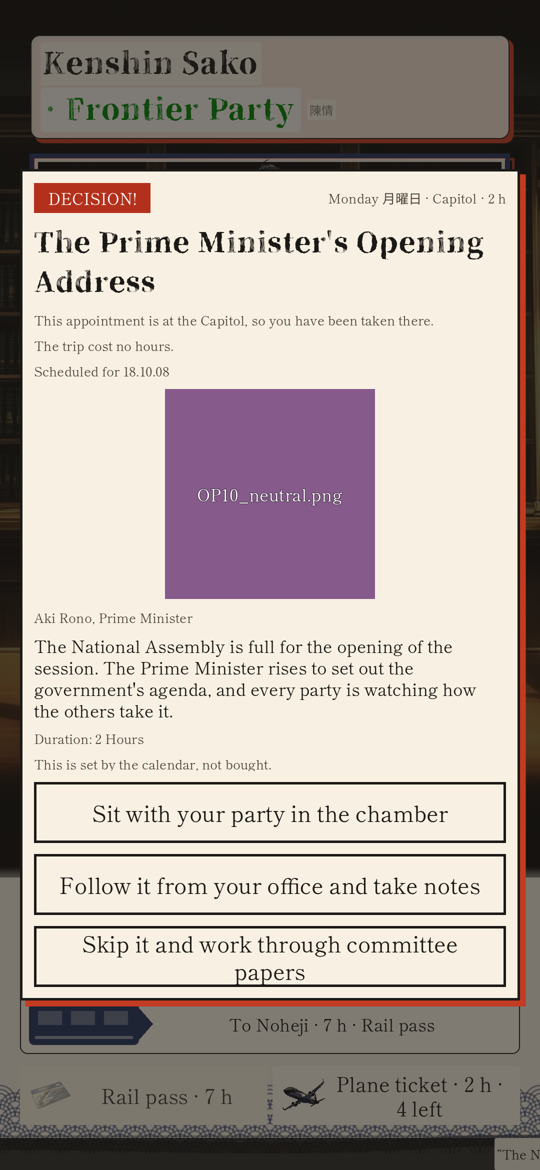 Kenshin Sako
· Frontier Party 陳情
DECISION! Monday 月曜日 · Capitol · 2 h
The Prime Minister's Opening
Address
This appointment is at the Capitol, so you have been taken there.
The trip cost no hours.
Scheduled for 18.10.08
OP10_neutral.png
Aki Rono, Prime Minister
The National Assembly is full for the opening of the
session. The Prime Minister rises to set out the
government's agenda, and every party is watching how
the others take it.
Duration: 2 Hours
This is set by the calendar, not bought.
Sit with your party in the chamber
Follow it from your office and take notes
Skip it and work through committee
papers
To Noheji · 7 h · Rail pass
Rail pass · 7 h
Plane ticket · 2 h ·
4 left
"The N